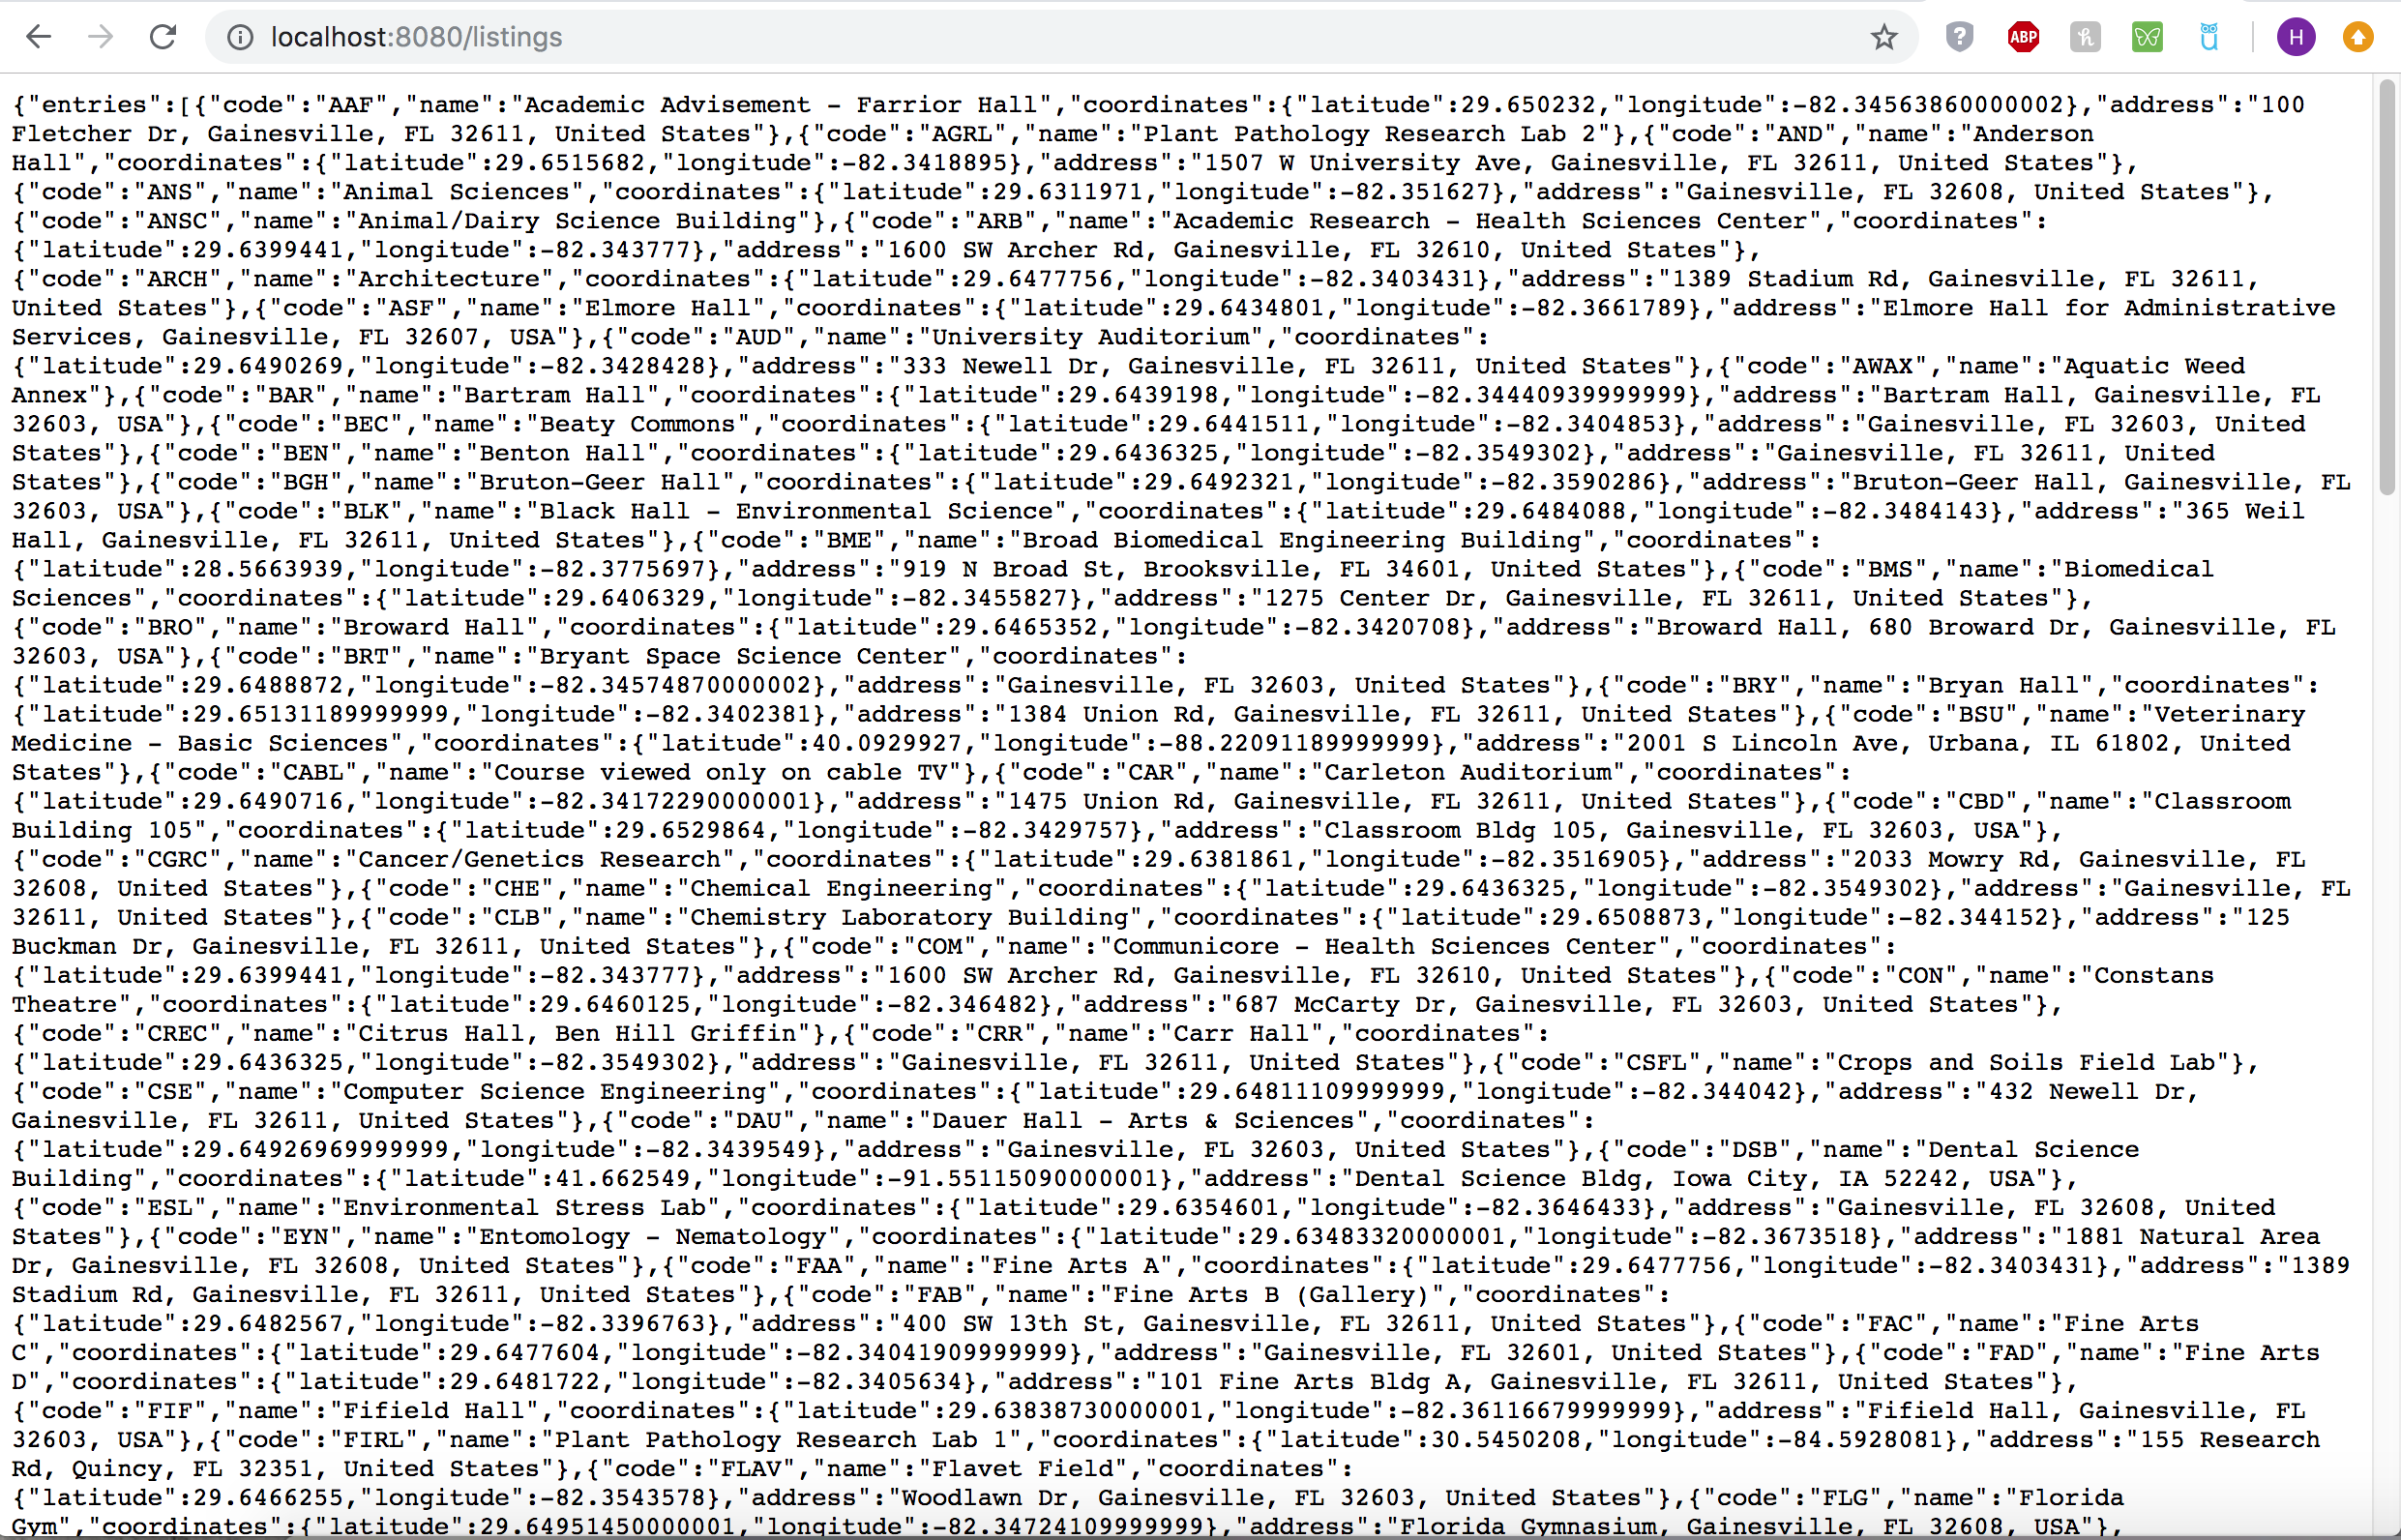 localhost:8080/listings
ABP
h
H
{"entries":[{"code":"AAF","name":"Academic Advisement - Farrior Hall","coordinates":{"latitude":29.650232,"longitude":-82.34563860000002},"address":"100
Fletcher Dr, Gainesville, FL 32611, United States"},{"code":"AGRL","name":"Plant Pathology Research Lab 2"},{"code":"AND","name":"Anderson
Hall","coordinates":{"latitude":29.6515682,"longitude":-82.3418895},"address":"1507 W University Ave, Gainesville, FL 32611, United States"},
{"code":"ANS","name":"Animal Sciences","coordinates":{"latitude":29.6311971,"longitude":-82.351627},"address":"Gainesville, FL 32608, United States"},
{"code":"ANSC","name":"Animal/Dairy Science Building"},{"code":"ARB","name":"Academic Research - Health Sciences Center","coordinates":
{"latitude":29.6399441,"longitude":-82.343777},"address":"1600 SW Archer Rd, Gainesville, FL 32610, United States"},
{"code":"ARCH","name":"Architecture","coordinates":{"latitude":29.6477756,"longitude":-82.3403431},"address":"1389 Stadium Rd, Gainesville, FL 32611,
United States"},{"code":"ASF","name":"Elmore Hall","coordinates":{"latitude":29.6434801,"longitude":-82.3661789},"address":"Elmore Hall for Administrative
Services, Gainesville, FL 32607, USA"},{"code":"AUD","name":"University Auditorium","coordinates":
{"latitude":29.6490269,"longitude":-82.3428428},"address":"333 Newell Dr, Gainesville, FL 32611, United States"},{"code":"AWAX","name":"Aquatic Weed
Annex"},{"code":"BAR","name":"Bartram Hall","coordinates":{"latitude":29.6439198,"longitude":-82.34440939999999},"address":"Bartram Hall, Gainesville, FL
32603, USA"},{"code":"BEC","name":"Beaty Commons","coordinates":{"latitude":29.6441511,"longitude":-82.3404853},"address":"Gainesville, FL 32603, United
States"},{"code":"BEN","name":"Benton Hall","coordinates":{"latitude":29.6436325,"longitude":-82.3549302},"address":"Gainesville, FL 32611, United
States"},{"code":"BGH","name":"Bruton-Geer Hall","coordinates":{"latitude":29.6492321,"longitude":-82.3590286},"address":"Bruton-Geer Hall, Gainesville, FL
32603, USA"},{"code":"BLK","name":"Black Hall - Environmental Science","coordinates":{"latitude":29.6484088,"longitude":-82.3484143},"address":"365 Weil
Hall, Gainesville, FL 32611, United States"},{"code":"BME","name":"Broad Biomedical Engineering Building","coordinates":
{"latitude":28.5663939,"longitude":-82.3775697},"address":"919 N Broad St, Brooksville, FL 34601, United States"},{"code":"BMS","name":"Biomedical
Sciences","coordinates":{"latitude":29.6406329,"longitude":-82.3455827},"address":"1275 Center Dr, Gainesville, FL 32611, United States"},
{"code":"BRO","name":"Broward Hall","coordinates":{"latitude":29.6465352,"longitude":-82.3420708},"address":"Broward Hall, 680 Broward Dr, Gainesville, FL
32603, USA"},{"code":"BRT","name":"Bryant Space Science Center","coordinates":
{"latitude":29.6488872,"longitude":-82.34574870000002},"address":"Gainesville, FL 32603, United States"},{"code":"BRY","name":"Bryan Hall","coordinates":
{"latitude":29.65131189999999,"longitude":-82.3402381},"address":"1384 Union Rd, Gainesville, FL 32611, United States"},{"code":"BSU","name":"Veterinary
Medicine - Basic Sciences","coordinates":{"latitude":40.0929927,"longitude":-88.22091189999999},"address":"2001 S Lincoln Ave, Urbana, IL 61802, United
States"},{"code":"CABL","name":"Course viewed only on cable TV"},{"code":"CAR","name":"Carleton Auditorium","coordinates":
{"latitude":29.6490716,"longitude":-82.34172290000001},"address":"1475 Union Rd, Gainesville, FL 32611, United States"},{"code":"CBD","name":"Classroom
Building 105","coordinates":{"latitude":29.6529864,"longitude":-82.3429757},"address":"Classroom Bldg 105, Gainesville, FL 32603, USA"},
{"code":"CGRC","name":"Cancer/Genetics Research","coordinates":{"latitude":29.6381861,"longitude":-82.3516905},"address":"2033 Mowry Rd, Gainesville, FL
32608, United States"},{"code":"CHE","name":"Chemical Engineering","coordinates":{"latitude":29.6436325,"longitude":-82.3549302},"address":"Gainesville, FL
32611, United States"},{"code":"CLB","name":"Chemistry Laboratory Building","coordinates":{"latitude":29.6508873,"longitude":-82.344152},"address":"125
Buckman Dr, Gainesville, FL 32611, United States"},{"code":"COM","name":"Communicore - Health Sciences Center","coordinates":
{"latitude":29.6399441,"longitude":-82.343777},"address":"1600 SW Archer Rd, Gainesville, FL 32610, United States"},{"code":"CON","name":"Constans
Theatre","coordinates":{"latitude":29.6460125,"longitude":-82.346482},"address":"687 McCarty Dr, Gainesville, FL 32603, United States"},
{"code":"CREC","name":"Citrus Hall, Ben Hill Griffin"},{"code":"CRR","name":"Carr Hall","coordinates":
{"latitude":29.6436325,"longitude":-82.3549302},"address":"Gainesville, FL 32611, United States"},{"code":"CSFL","name":"Crops and Soils Field Lab"},
{"code":"CSE","name":"Computer Science Engineering","coordinates":{"latitude":29.64811109999999,"longitude":-82.344042},"address":"432 Newell Dr,
Gainesville, FL 32611, United States"},{"code":"DAU","name":"Dauer Hall - Arts & Sciences","coordinates":
{"latitude":29.64926969999999,"longitude":-82.3439549},"address":"Gainesville, FL 32603, United States"},{"code":"DSB","name":"Dental Science
Building","coordinates":{"latitude":41.662549,"longitude":-91.55115090000001},"address":"Dental Science Bldg, Iowa City, IA 52242, USA"},
{"code":"ESL","name":"Environmental Stress Lab","coordinates":{"latitude":29.6354601,"longitude":-82.3646433},"address":"Gainesville, FL 32608, United
States"},{"code":"EYN","name":"Entomology - Nematology","coordinates":{"latitude":29.63483320000001,"longitude":-82.3673518},"address":"1881 Natural Area
Dr, Gainesville, FL 32608, United States"},{"code":"FAA","name":"Fine Arts A","coordinates":{"latitude":29.6477756,"longitude":-82.3403431},"address":"1389
Stadium Rd, Gainesville, FL 32611, United States"},{"code":"FAB","name":"Fine Arts B (Gallery)","coordinates":
{"latitude":29.6482567,"longitude":-82.3396763},"address":"400 SW 13th St, Gainesville, FL 32611, United States"},{"code":"FAC","name":"Fine Arts
C","coordinates":{"latitude":29.6477604,"longitude":-82.34041909999999},"address":"Gainesville, FL 32601, United States"},{"code":"FAD","name":"Fine Arts
D","coordinates":{"latitude":29.6481722,"longitude":-82.3405634},"address":"101 Fine Arts Bldg A, Gainesville, FL 32611, United States"},
{"code":"FIF","name":"Fifield Hall","coordinates":{"latitude":29.63838730000001,"longitude":-82.36116679999999},"address":"Fifield Hall, Gainesville, FL
32603, USA"},{"code":"FIRL","name":"Plant Pathology Research Lab 1","coordinates":{"latitude":30.5450208,"longitude":-84.5928081},"address":"155 Research
Rd, Quincy, FL 32351, United States"},{"code":"FLAV","name":"Flavet Field","coordinates":
{"latitude":29.6466255,"longitude":-82.3543578},"address":"Woodlawn Dr, Gainesville, FL 32603, United States"},{"code":"FLG","name":"Florida
Gym","coordinates":{"latitude":29.64951450000001,"longitude":-82.34724109999999},"address":"Florida Gymnasium, Gainesville, FL 32608, USA"},